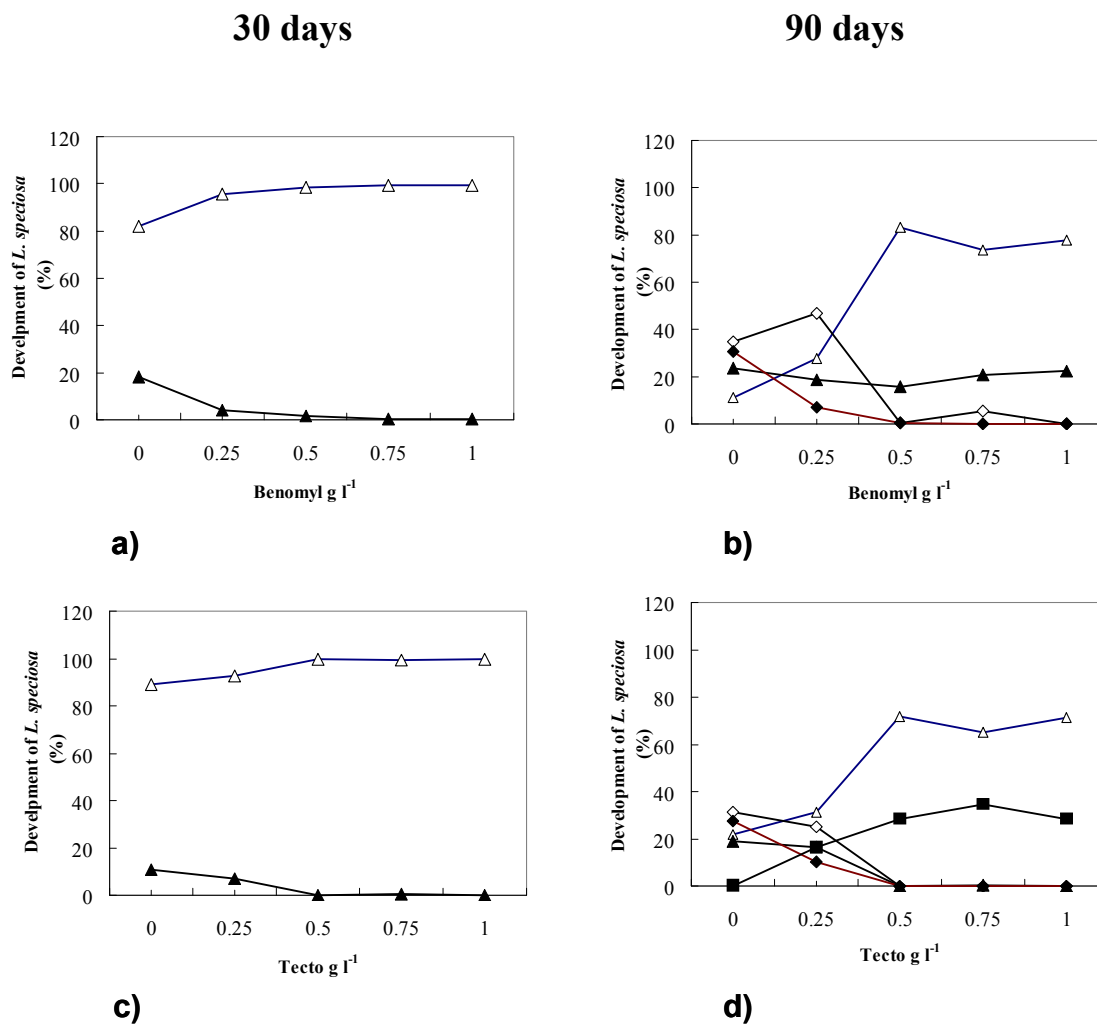 30 days
90 days
Develpment of L. speciosa
(%)
120
100
80
60
40
20
0
0 0.25 0.5 0.75 1
Benomyl g l-1
a)
Development of L. speciosa
(%)
120
100
80
60
40
20
0
0 0.25 0.5 0.75 1
Benomyl g l-1
b)
Develpment of L. speciosa
(%)
120
100
80
60
40
20
0
0 0.25 0.5 0.75 1
Tecto g l-1
c)
Development of L. speciosa
(%)
120
100
80
60
40
20
0
0 0.25 0.5 0.75 1
Tecto g l-1
d)